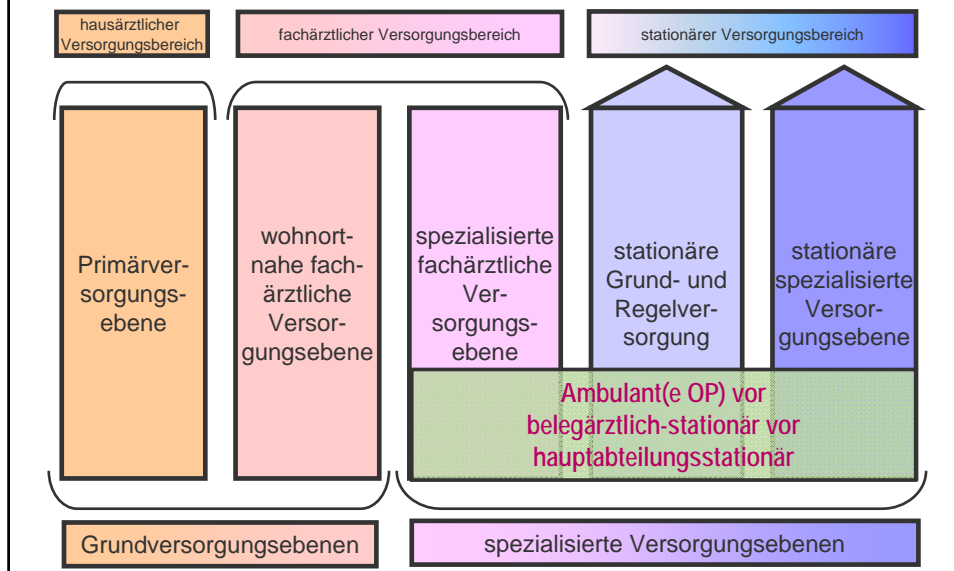 hausärztlicher
Versorgungsbereich
fachärztlicher Versorgungsbereich
stationärer Versorgungsbereich
Primärver-
sorgungs-
ebene
wohnort-
nahe fach-
ärztliche
Versor-
gungsebene
spezialisierte
fachärztliche
Ver-
sorgungs-
ebene
stationäre
Grund- und
Regelver-
sorgung
stationäre
spezialisierte
Versor-
gungsebene
Ambulant(e OP) vor
belegärztlich-stationär vor
hauptabteilungsstationär
Grundversorgungsebenen
spezialisierte Versorgungsebenen